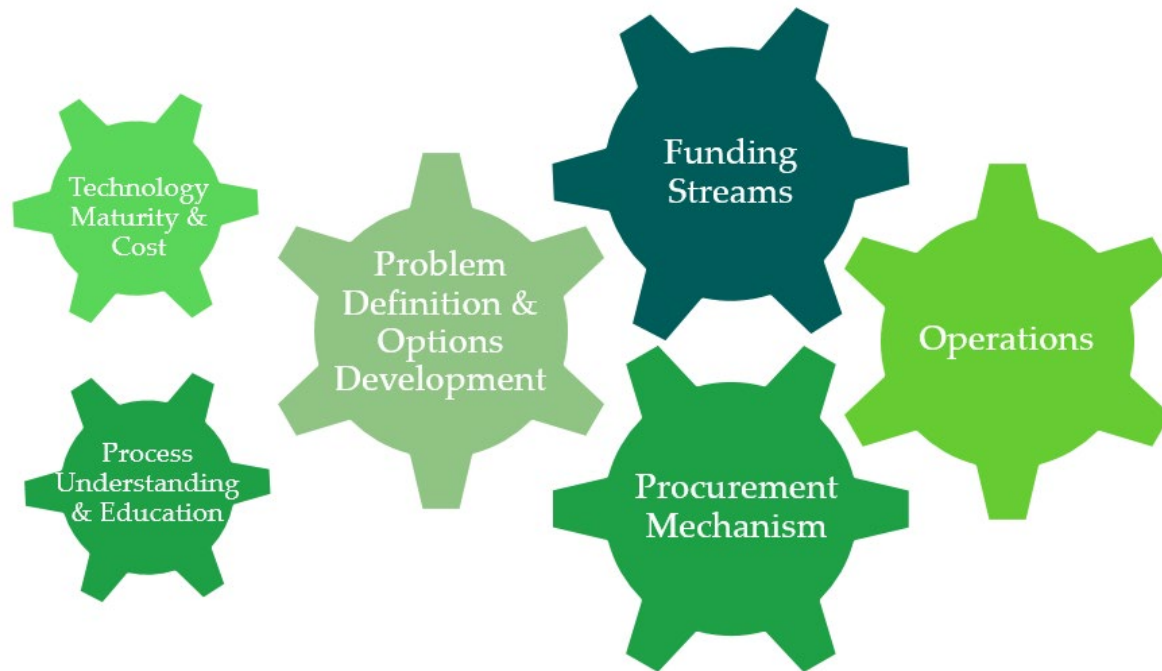 Technology
Maturity &
Cost
Process
Understanding
& Education
Problem
Definition &
Options
Development
Funding
Streams
Procurement
Mechanism
Operations